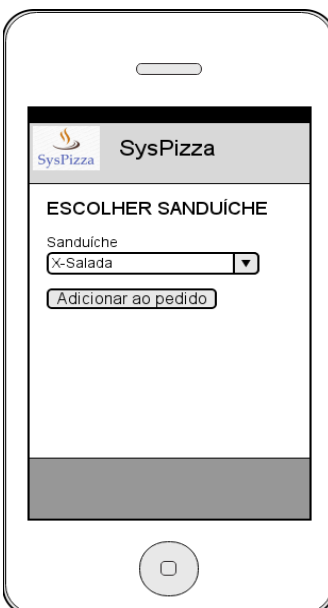 SysPizza
SysPizza
ESCOLHER SANDUÍCHE
Sanduíche
X-Salada
Adicionar ao pedido